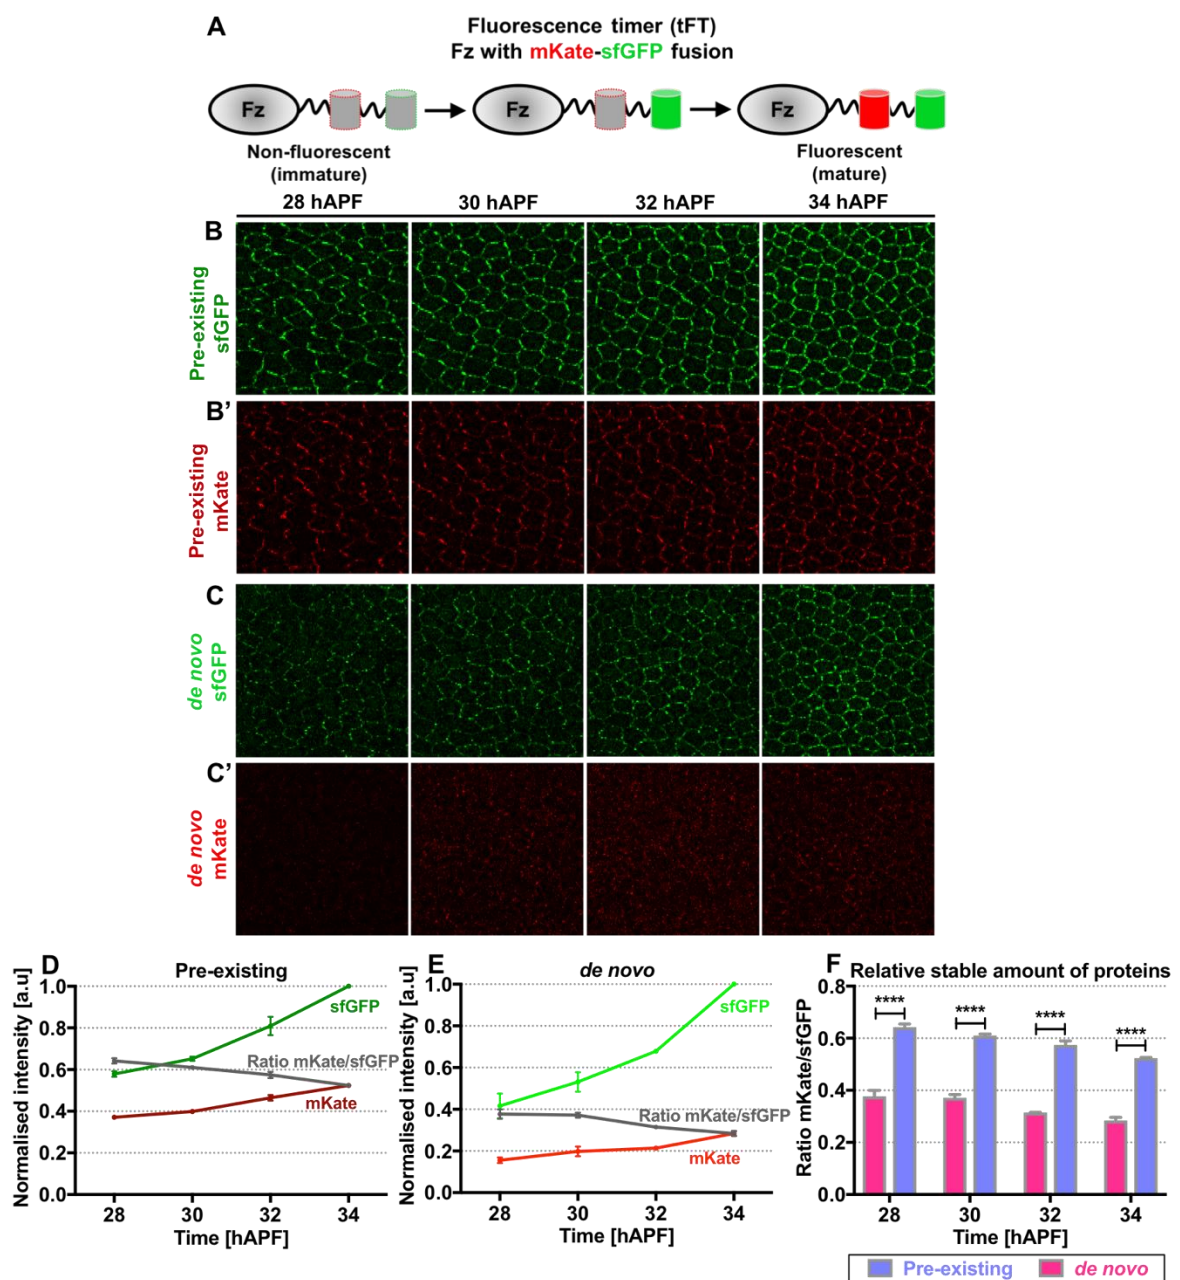 A
Fluorescence timer (tFT)
Fz with mKate-sfGFP fusion
Fz
Fz
Fz
Non-fluorescent
(immature)
Fluorescent
(mature)
28 hAPF
30 hAPF
32 hAPF
34 hAPF
B
Pre-existing
sfGFP
B’
Pre-existing
mKate
C
de novo
sfGFP
C’
de novo
mKate
D
Pre-existing
Normalised intensity [a.u]
1.0
0.8
0.6
0.4
0.2
0.0
sfGFP
Ratio mKate/sfGFP
mKate
28
30
32
34
Time [hAPF]
E
de novo
Normalised intensity [a.u]
1.0
0.8
0.6
0.4
0.2
0.0
sfGFP
Ratio mKate/sfGFP
mKate
28
30
32
34
Time [hAPF]
F
Relative stable amount of proteins
Ratio mKate/sfGFP
0.8
0.6
0.4
0.2
0.0
****
****
****
****
28
30
32
34
Time [hAPF]
Pre-existing
de novo